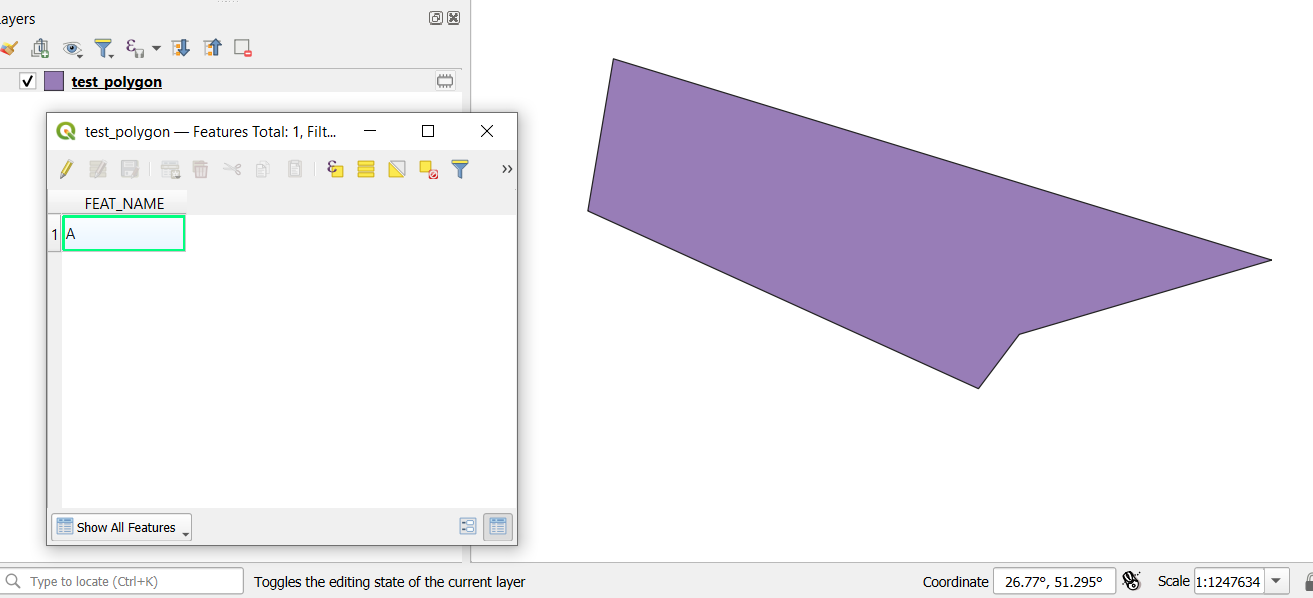 ayers
test_polygon
test_polygon — Features Total: 1, Filt...
»
FEAT_NAME
1 A
Show All Features
Type to locate (Ctrl+K) Toggles the editing state of the current layer Coordinate 26.77°, 51.295° Scale 1:1247634